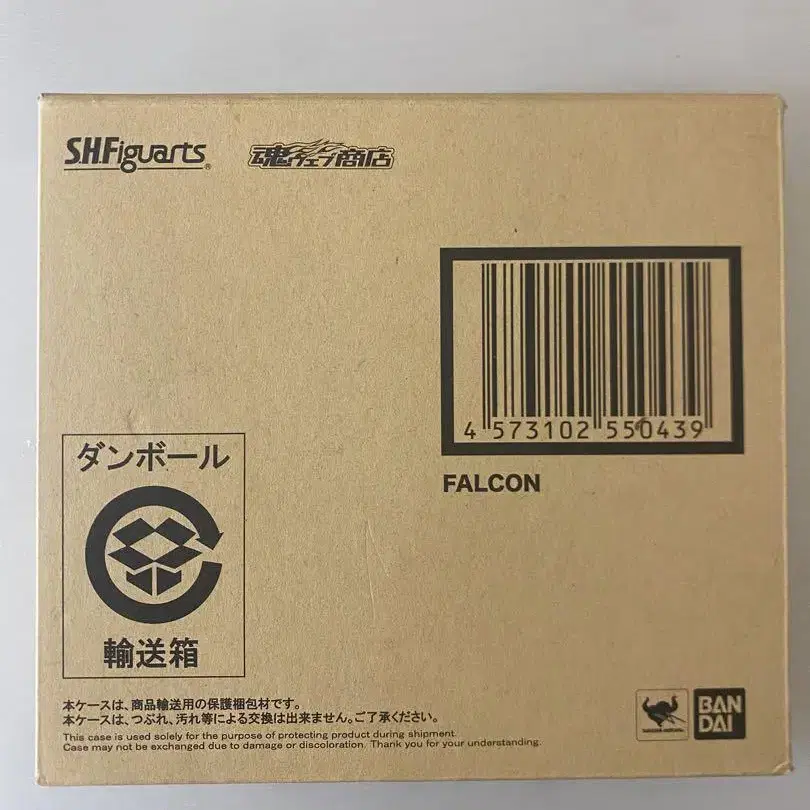 S.H.Figuarts®
魂ウェブ商店
4 573102 550439
FALCON
ダンボール
輸送箱
本ケースは、商品輸送用の保護梱包材です。
本ケースは、つぶれ、汚れ等による交換は出来ません。ご了承ください。
This case is used solely for the purpose of protecting product during shipment.
Case may not be exchanged due to damage or discoloration. Thank you for your understanding.
BAN
DAI